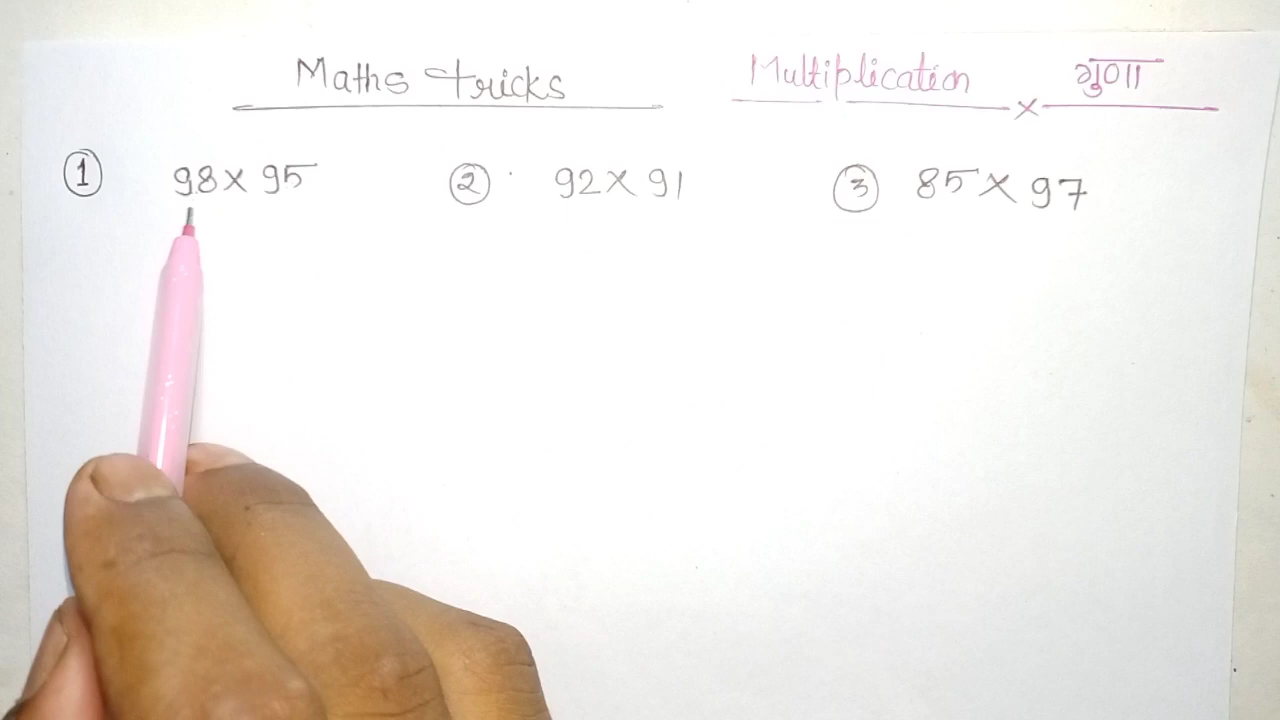 Maths tricks Multiplication × गुणा
① 98 × 95 ② 92 × 91 ③ 85 × 97